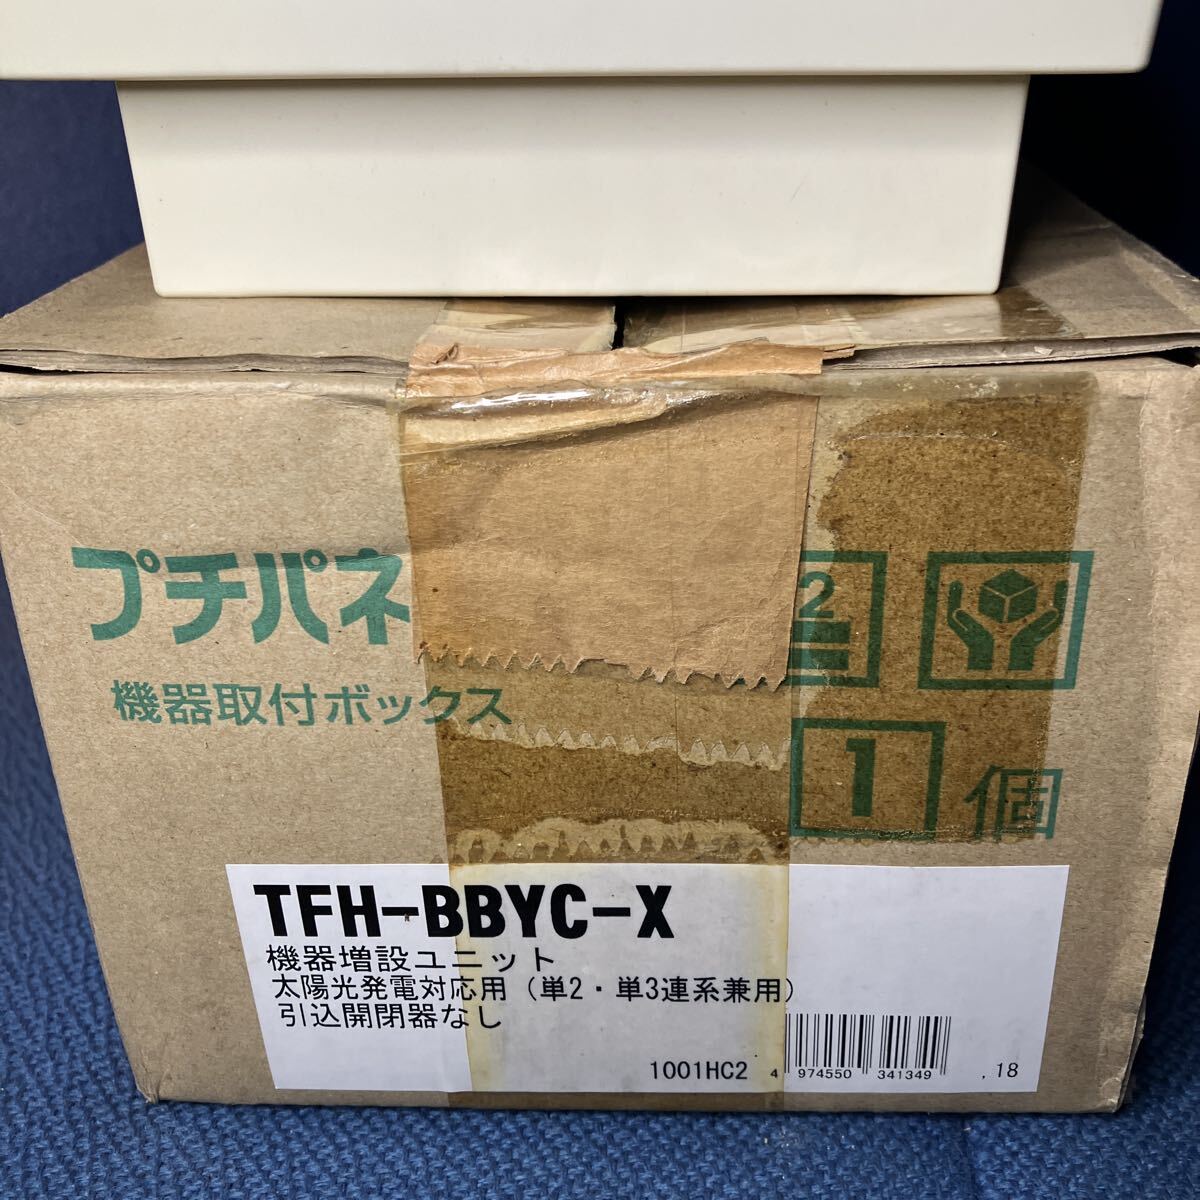 プチパネ
2
機器取付ボックス
1個
TFH-BBYC-X
機器増設ユニット
太陽光発電対応用（単2・単3連系兼用）
引込開閉器なし
1001HC2
4 974550 341349
.18